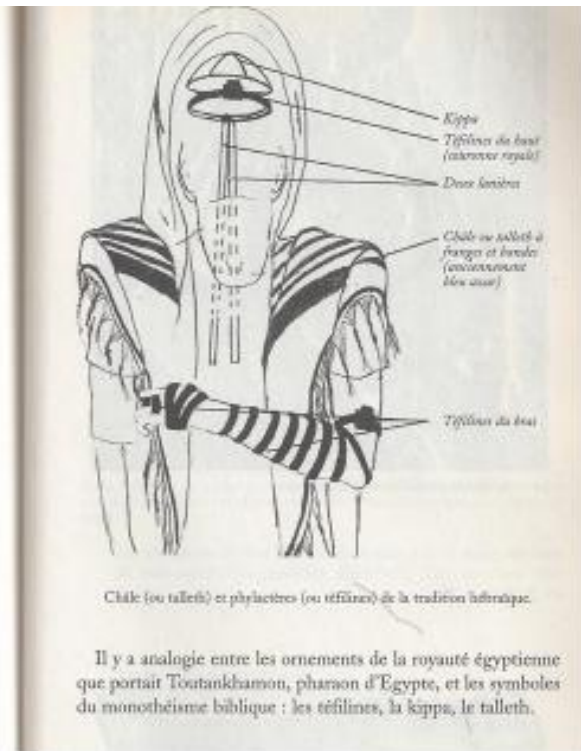 Kippa
Téfilines du haut
(couronne royale)
Deux lanières
Châle ou talleth à
franges et bandes
(anciennement
bleu azur)
Téfilines du bras
Châle (ou talleth) et phylactères (ou téfilines) de la tradition hébraïque.
Il y a analogie entre les ornements de la royauté égyptienne
que portait Toutankhamon, pharaon d'Egypte, et les symboles
du monothéisme biblique : les téfilines, la kippa, le talleth.